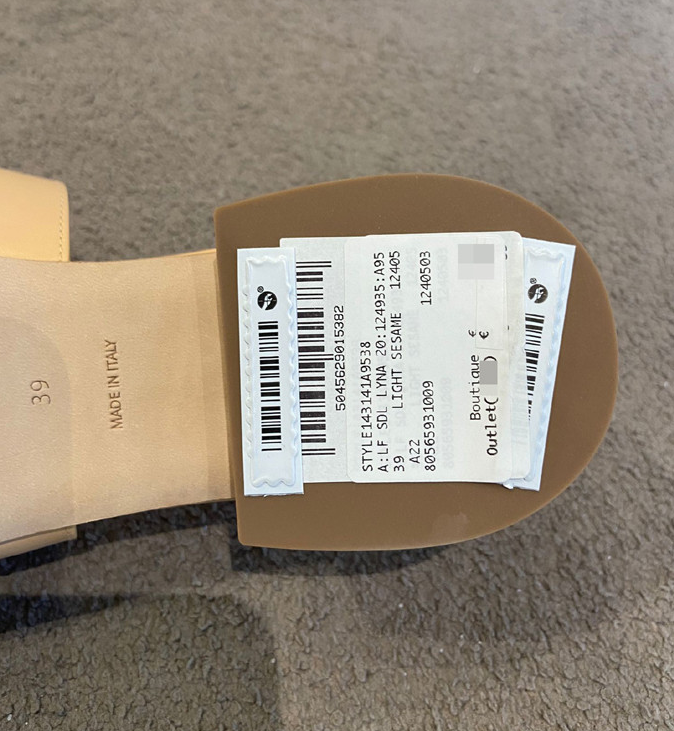 39
MADE IN ITALY
5045629015382
STYLE143141A9538
A:LF SDL LYNA 20:124935:A95
39 LIGHT SESAME 12405
A22 1240503
80565931009
Boutique €
Outlet( ) €
®
®